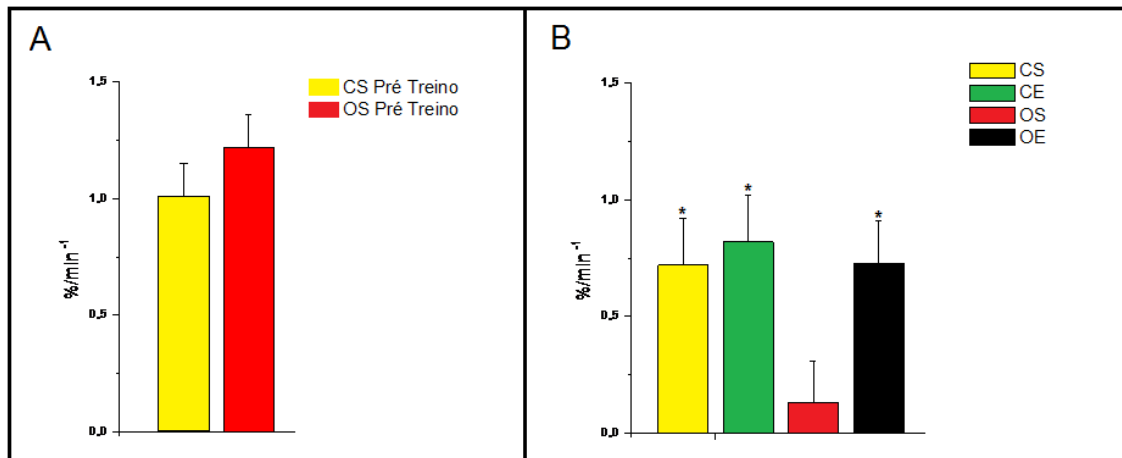 A
CS Pré Treino
OS Pré Treino
1,5
1,0
0,5
0,0
%/min⁻¹
B
CS
CE
OS
OE
1,5
1,0
0,5
0,0
%/min⁻¹
*
*
*